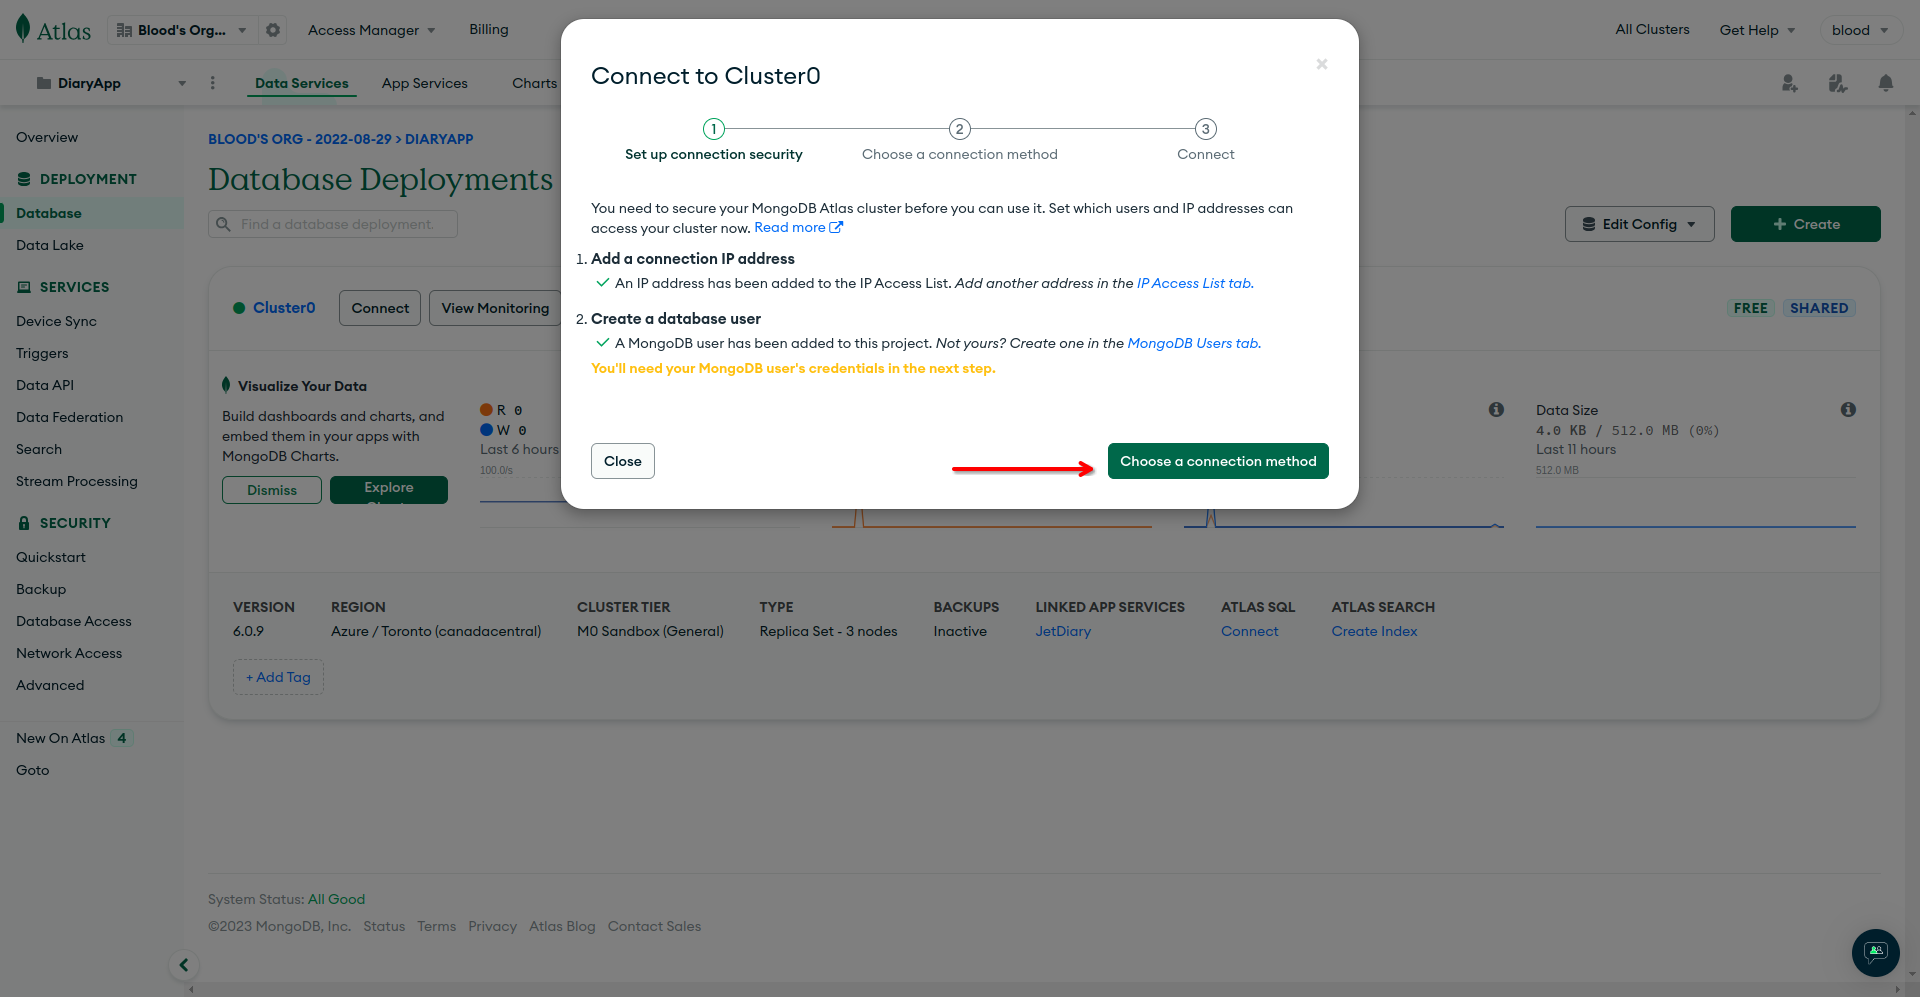 Atlas
Blood's Org...
Access Manager
Billing
All Clusters
Get Help
blood
DiaryApp
Data Services
App Services
Charts
Overview
DEPLOYMENT
Database
Data Lake
SERVICES
Device Sync
Triggers
Data API
Data Federation
Search
Stream Processing
SECURITY
Quickstart
Backup
Database Access
Network Access
Advanced
New On Atlas 4
Goto
BLOOD'S ORG - 2022-08-29 > DIARYAPP
Database Deployments
Find a database deployment.
Edit Config
+ Create
Cluster0
Connect
View Monitoring
FREE
SHARED
Visualize Your Data
Build dashboards and charts, and
embed them in your apps with
MongoDB Charts.
Dismiss
Explore
R 0
W 0
Last 6 hours
100.0/s
Data Size
4.0 KB / 512.0 MB (0%)
Last 11 hours
512.0 MB
Connect to Cluster0
×
1
2
3
Set up connection security
Choose a connection method
Connect
You need to secure your MongoDB Atlas cluster before you can use it. Set which users and IP addresses can
access your cluster now. Read more
1. Add a connection IP address
An IP address has been added to the IP Access List. Add another address in the IP Access List tab.
2. Create a database user
A MongoDB user has been added to this project. Not yours? Create one in the MongoDB Users tab.
You'll need your MongoDB user's credentials in the next step.
Close
Choose a connection method
VERSION
6.0.9
REGION
Azure / Toronto (canadacentral)
CLUSTER TIER
M0 Sandbox (General)
TYPE
Replica Set - 3 nodes
BACKUPS
Inactive
LINKED APP SERVICES
JetDiary
ATLAS SQL
Connect
ATLAS SEARCH
Create Index
+ Add Tag
System Status: All Good
©2023 MongoDB, Inc. Status Terms Privacy Atlas Blog Contact Sales